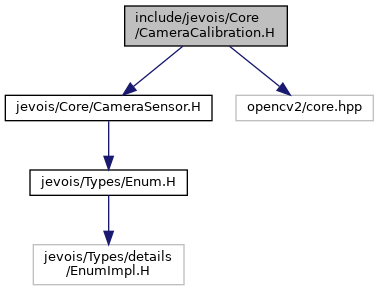 include/jevois/Core
/CameraCalibration.H
jevois/Core/CameraSensor.H
opencv2/core.hpp
jevois/Types/Enum.H
jevois/Types/details
/EnumImpl.H